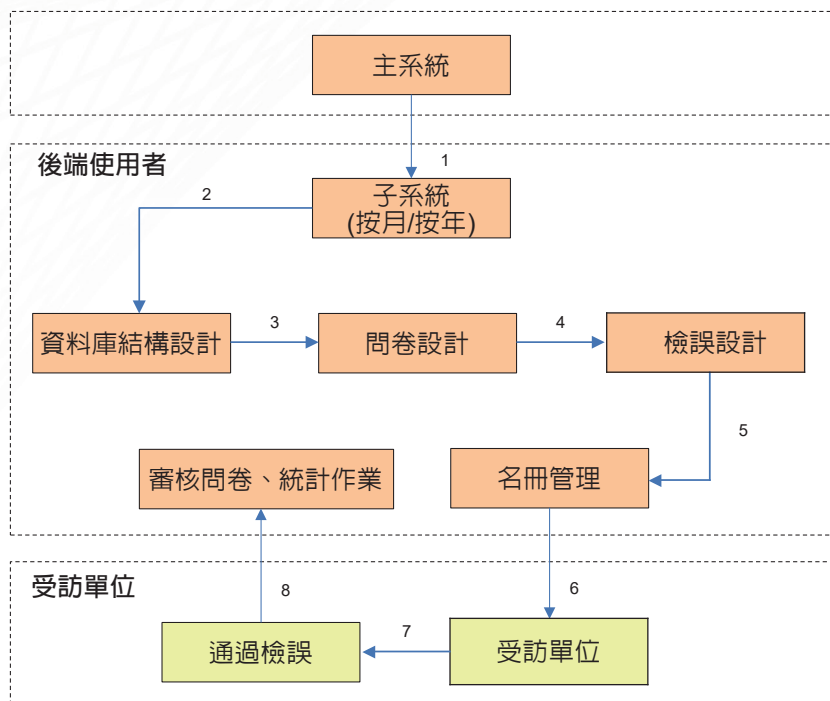 主系統
1
後端使用者
2
子系統
(按月/按年)
資料庫結構設計
3
問卷設計
4
檢誤設計
5
審核問卷、統計作業
名冊管理
受訪單位
8
6
通過檢誤
7
受訪單位